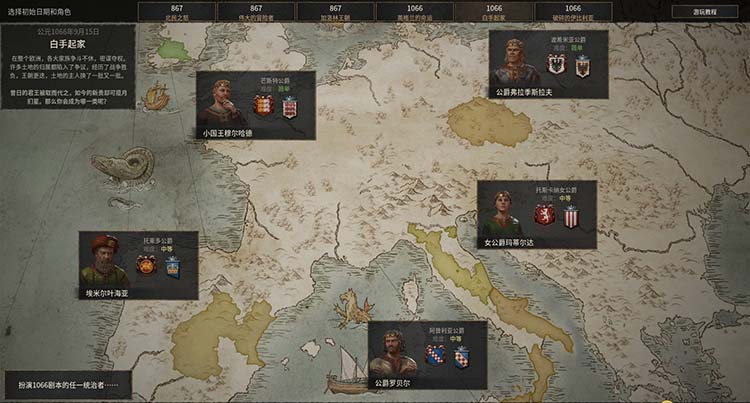 选择初始日期和角色
867
北民之怒
867
伟大的冒险者
867
加洛林王朝
1066
英格兰的命运
1066
白手起家
1066
破碎的伊比利亚
游玩教程
公元1066年9月15日
白手起家
在整个欧洲,各大家族争斗不休,密谋夺权。
许多土地的归属都陷入了争议,经历战争胜
负,王朝更迭,土地的主人换了一批又一批。
昔日的君王被取而代之,如今的新贵却可揽月
扪星。那么你会成为哪一类呢?
芒斯特公爵
难度:简单
小国王穆尔哈德
波希米亚公爵
难度:简单
公爵弗拉季斯拉夫
托斯卡纳女公爵
难度:中等
女公爵玛蒂尔达
托莱多公爵
难度:中等
埃米尔叶海亚
阿普利亚公爵
难度:中等
公爵罗贝尔
扮演1066剧本的任一统治者……